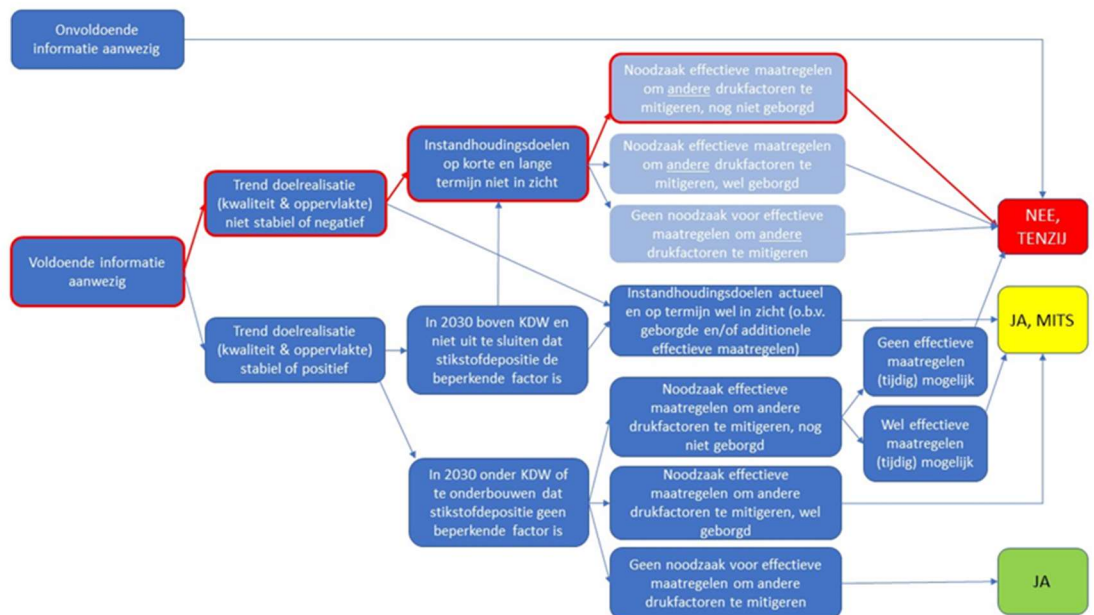 Onvoldoende
informatie aanwezig
Voldoende informatie
aanwezig
Trend doelrealisatie
(kwaliteit & oppervlakte)
niet stabiel of negatief
Trend doelrealisatie
(kwaliteit & oppervlakte)
stabiel of positief
Instandhoudingsdoelen
op korte en lange
termijn niet in zicht
In 2030 boven KDW en
niet uit te sluiten dat
stikstofdepositie de
beperkende factor is
In 2030 onder KDW of
te onderbouwen dat
stikstofdepositie geen
beperkende factor is
Noodzaak effectieve maatregelen
om andere drukfactoren te
mitigeren, nog niet geborgd
Noodzaak effectieve maatregelen
om andere drukfactoren te
mitigeren, wel geborgd
Geen noodzaak voor effectieve
maatregelen om andere
drukfactoren te mitigeren
Instandhoudingsdoelen actueel
en op termijn wel in zicht (o.b.v.
geborgde en/of additionele
effectieve maatregelen)
Noodzaak effectieve
maatregelen om andere
drukfactoren te mitigeren, nog
niet geborgd
Noodzaak effectieve
maatregelen om andere
drukfactoren te mitigeren, wel
geborgd
Geen noodzaak voor effectieve
maatregelen om andere
drukfactoren te mitigeren
Geen effectieve
maatregelen
(tijdig) mogelijk
Wel effectieve
maatregelen
(tijdig) mogelijk
NEE,
TENZIJ
JA, MITS
JA